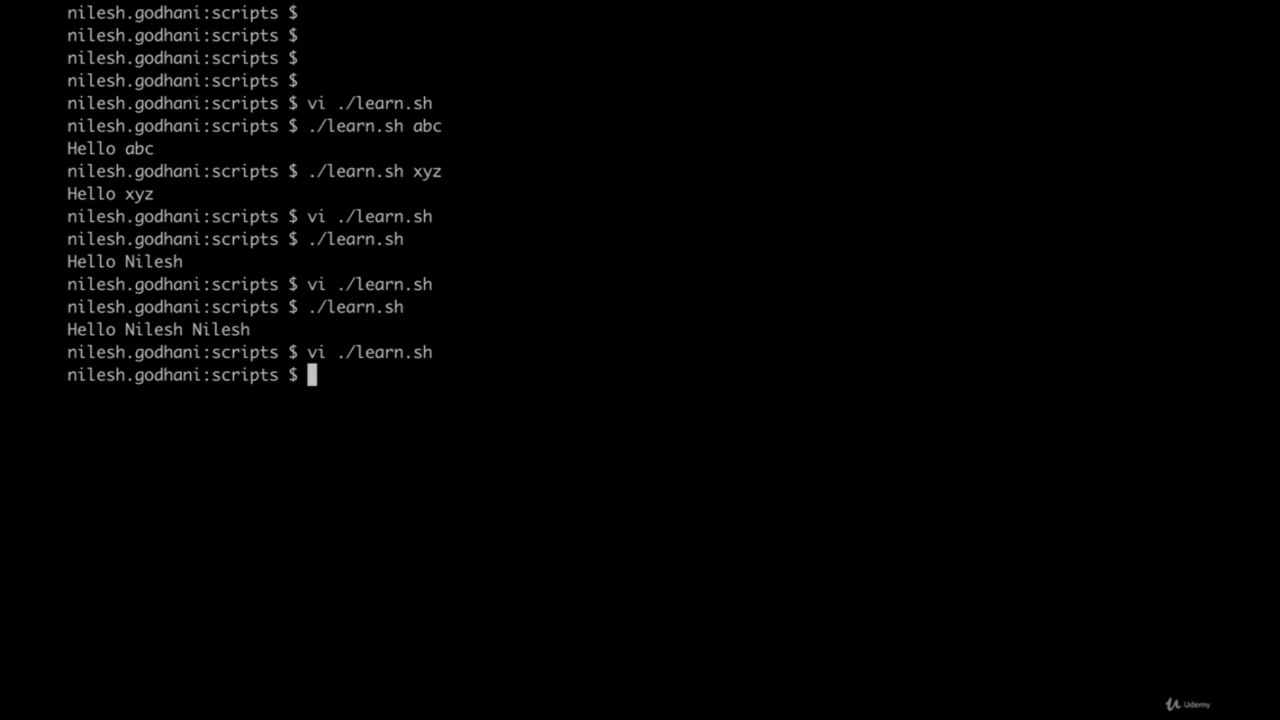 nilesh.godhani:scripts $
nilesh.godhani:scripts $
nilesh.godhani:scripts $
nilesh.godhani:scripts $
nilesh.godhani:scripts $ vi ./learn.sh
nilesh.godhani:scripts $ ./learn.sh abc
Hello abc
nilesh.godhani:scripts $ ./learn.sh xyz
Hello xyz
nilesh.godhani:scripts $ vi ./learn.sh
nilesh.godhani:scripts $ ./learn.sh
Hello Nilesh
nilesh.godhani:scripts $ vi ./learn.sh
nilesh.godhani:scripts $ ./learn.sh
Hello Nilesh Nilesh
nilesh.godhani:scripts $ vi ./learn.sh
nilesh.godhani:scripts $
Udemy